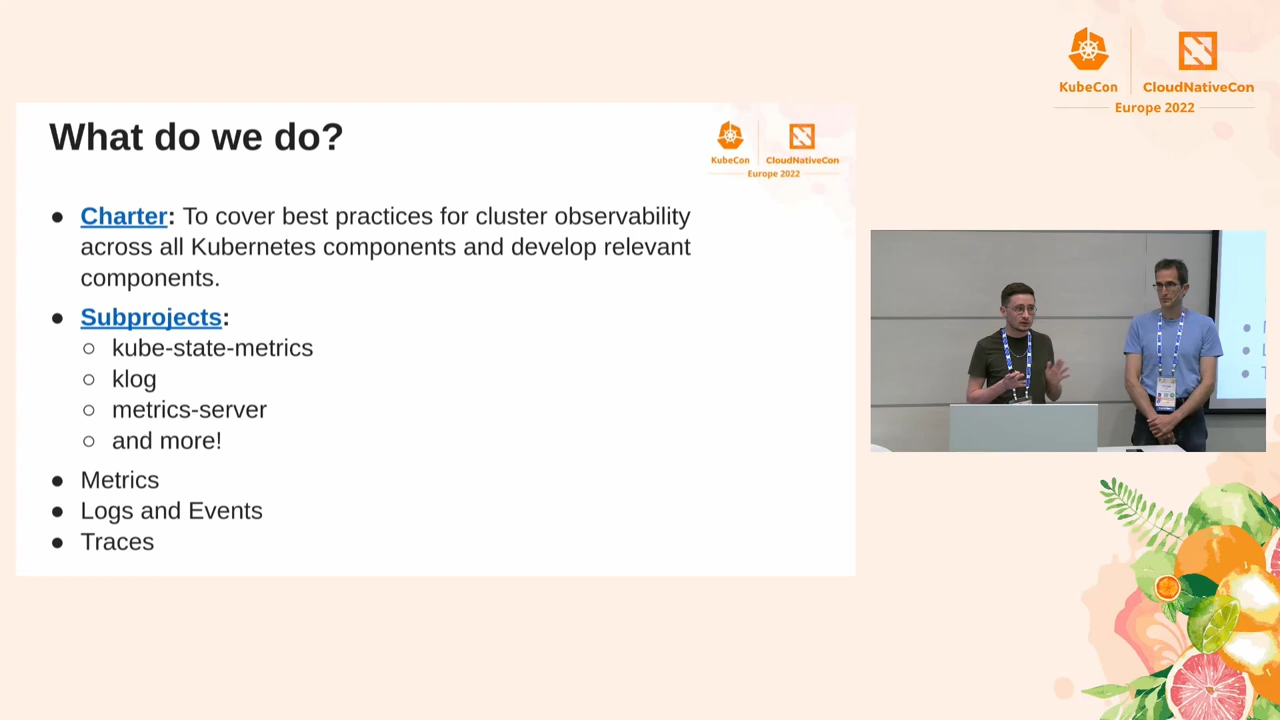 KubeCon
CloudNativeCon
Europe 2022
What do we do?
KubeCon
CloudNativeCon
Europe 2022
● Charter: To cover best practices for cluster observability
across all Kubernetes components and develop relevant
components.
● Subprojects:
○ kube-state-metrics
○ klog
○ metrics-server
○ and more!
● Metrics
● Logs and Events
● Traces